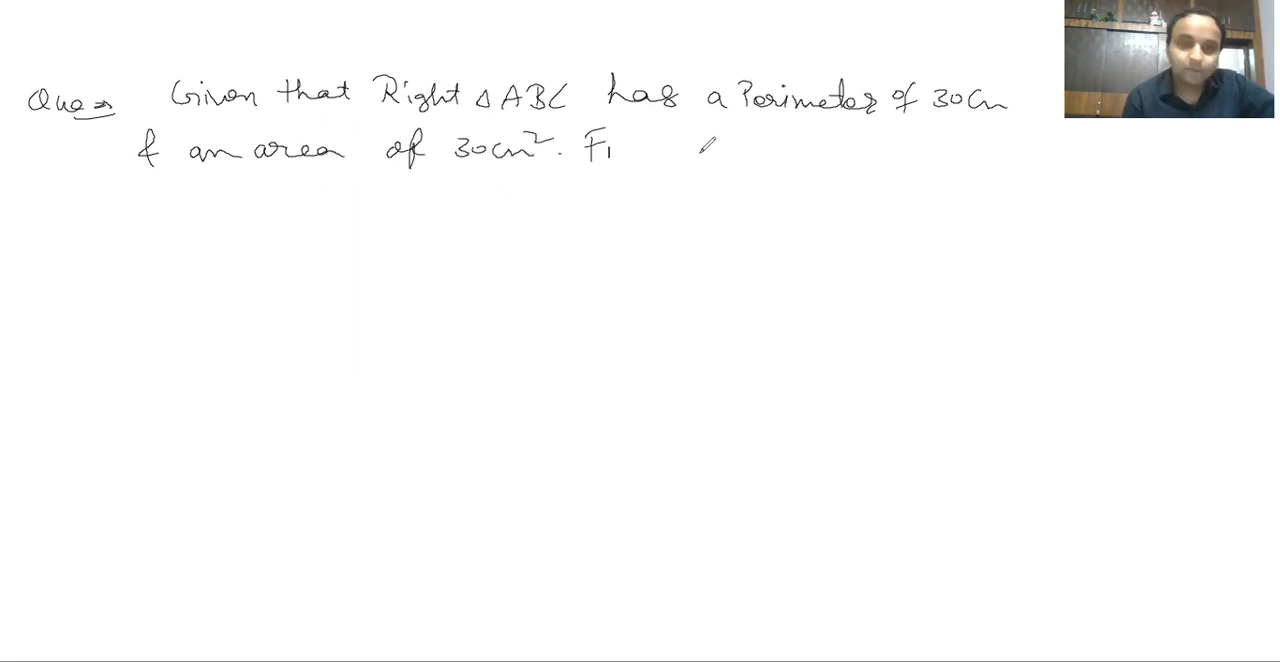 Que ⇒ Given that Right △ ABC has a Perimeter of 30cm
& an area of 30cm². Fi